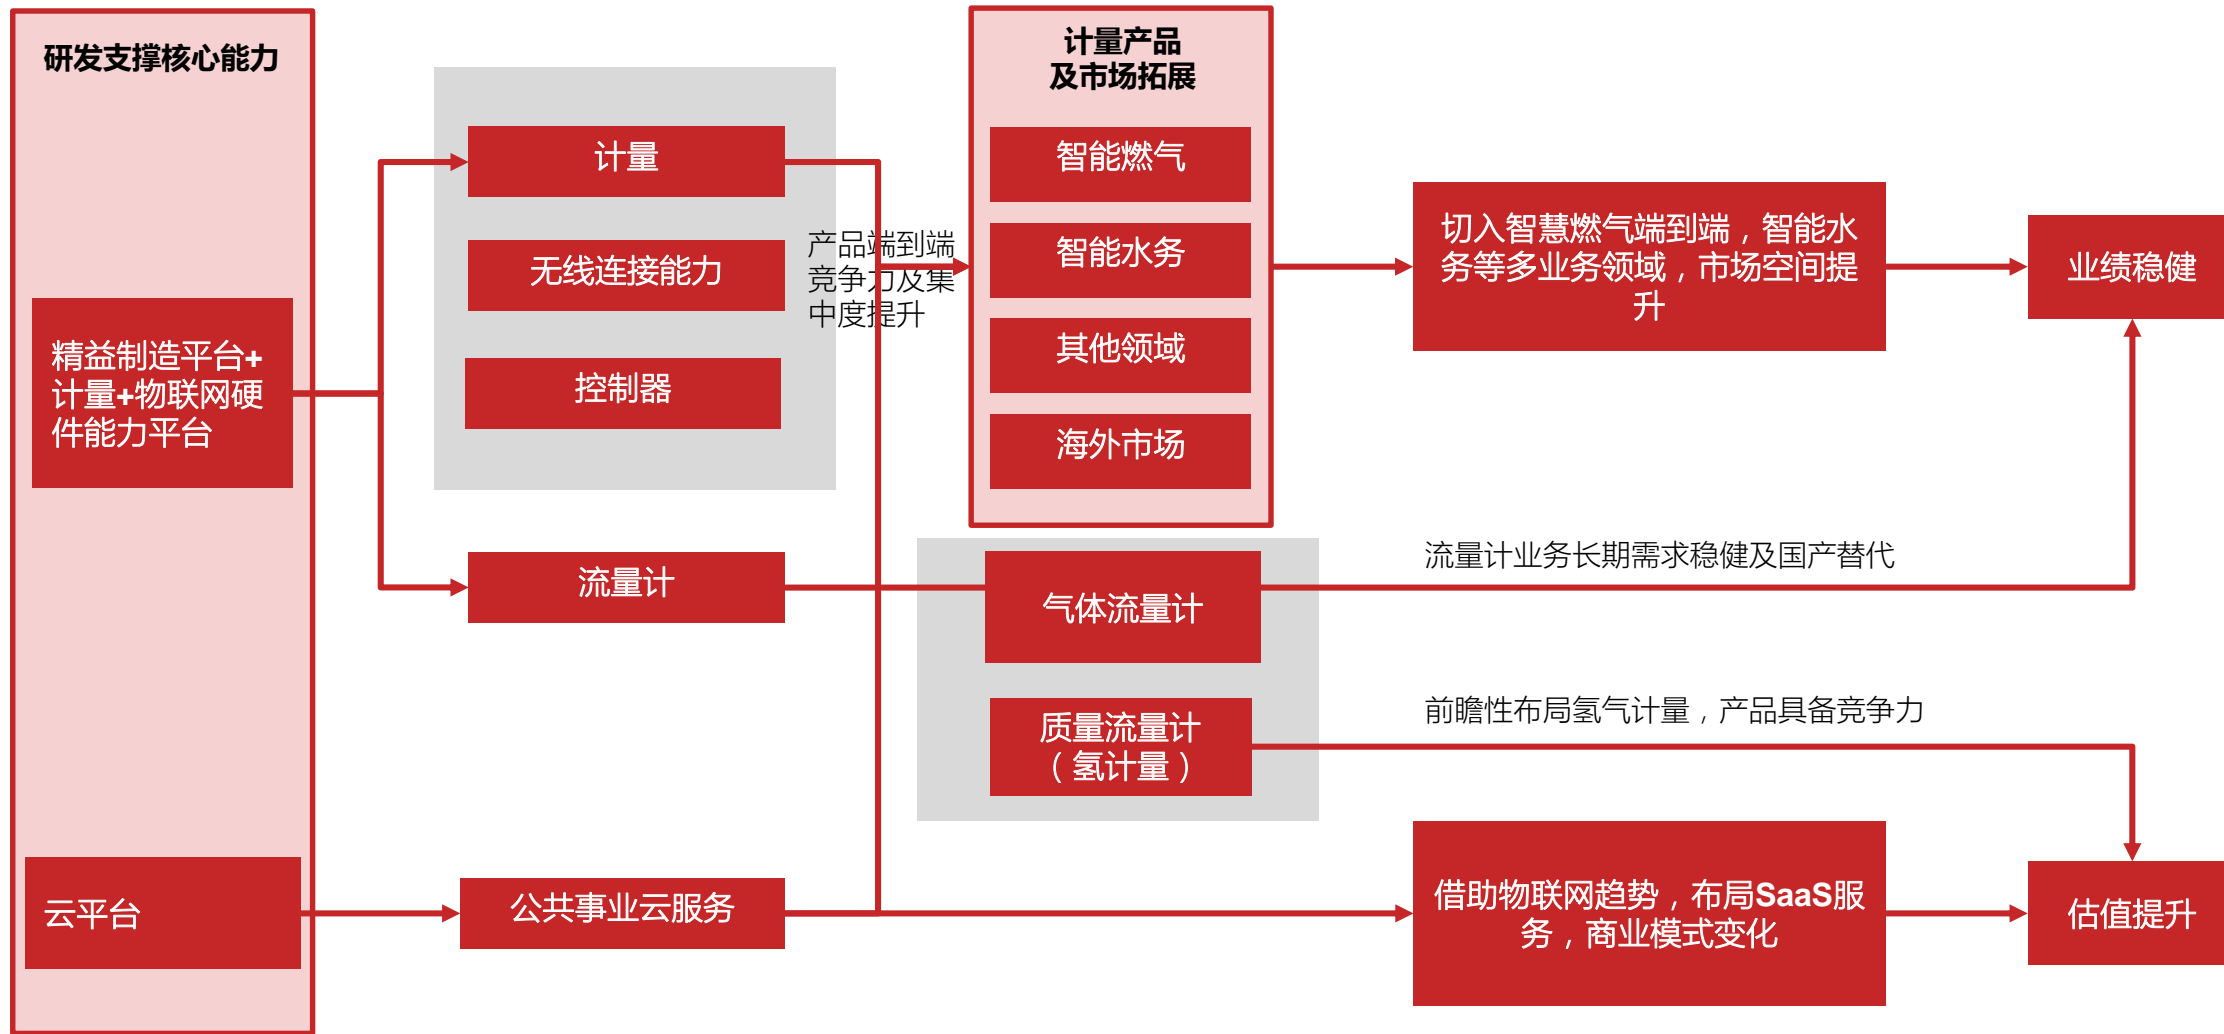 研发支撑核心能力
精益制造平台+
计量+物联网硬
件能力平台
云平台
计量
无线连接能力
控制器
流量计
公共事业云服务
产品端到端
竞争力及集
中度提升
计量产品
及市场拓展
智能燃气
智能水务
其他领域
海外市场
气体流量计
质量流量计
（氢计量）
切入智慧燃气端到端，智能水
务等多业务领域，市场空间提
升
流量计业务长期需求稳健及国产替代
前瞻性布局氢气计量，产品具备竞争力
借助物联网趋势，布局SaaS服
务，商业模式变化
业绩稳健
估值提升